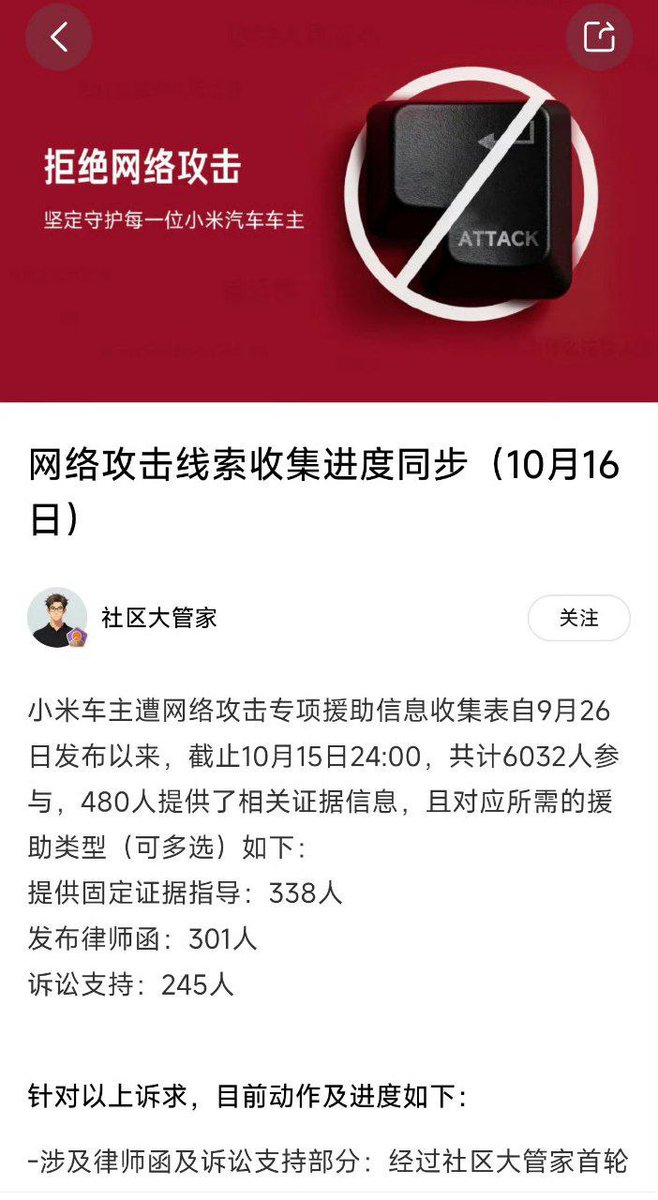 拒绝网络攻击
坚定守护每一位小米汽车车主
ATTACK
网络攻击线索收集进度同步（10月16
日）
社区大管家
关注
小米车主遭网络攻击专项援助信息收集表自9月26
日发布以来，截止10月15日24:00，共计6032人参
与，480人提供了相关证据信息，且对应所需的援
助类型（可多选）如下：
提供固定证据指导：338人
发布律师函：301人
诉讼支持：245人
针对以上诉求，目前动作及进度如下：
-涉及律师函及诉讼支持部分：经过社区大管家首轮